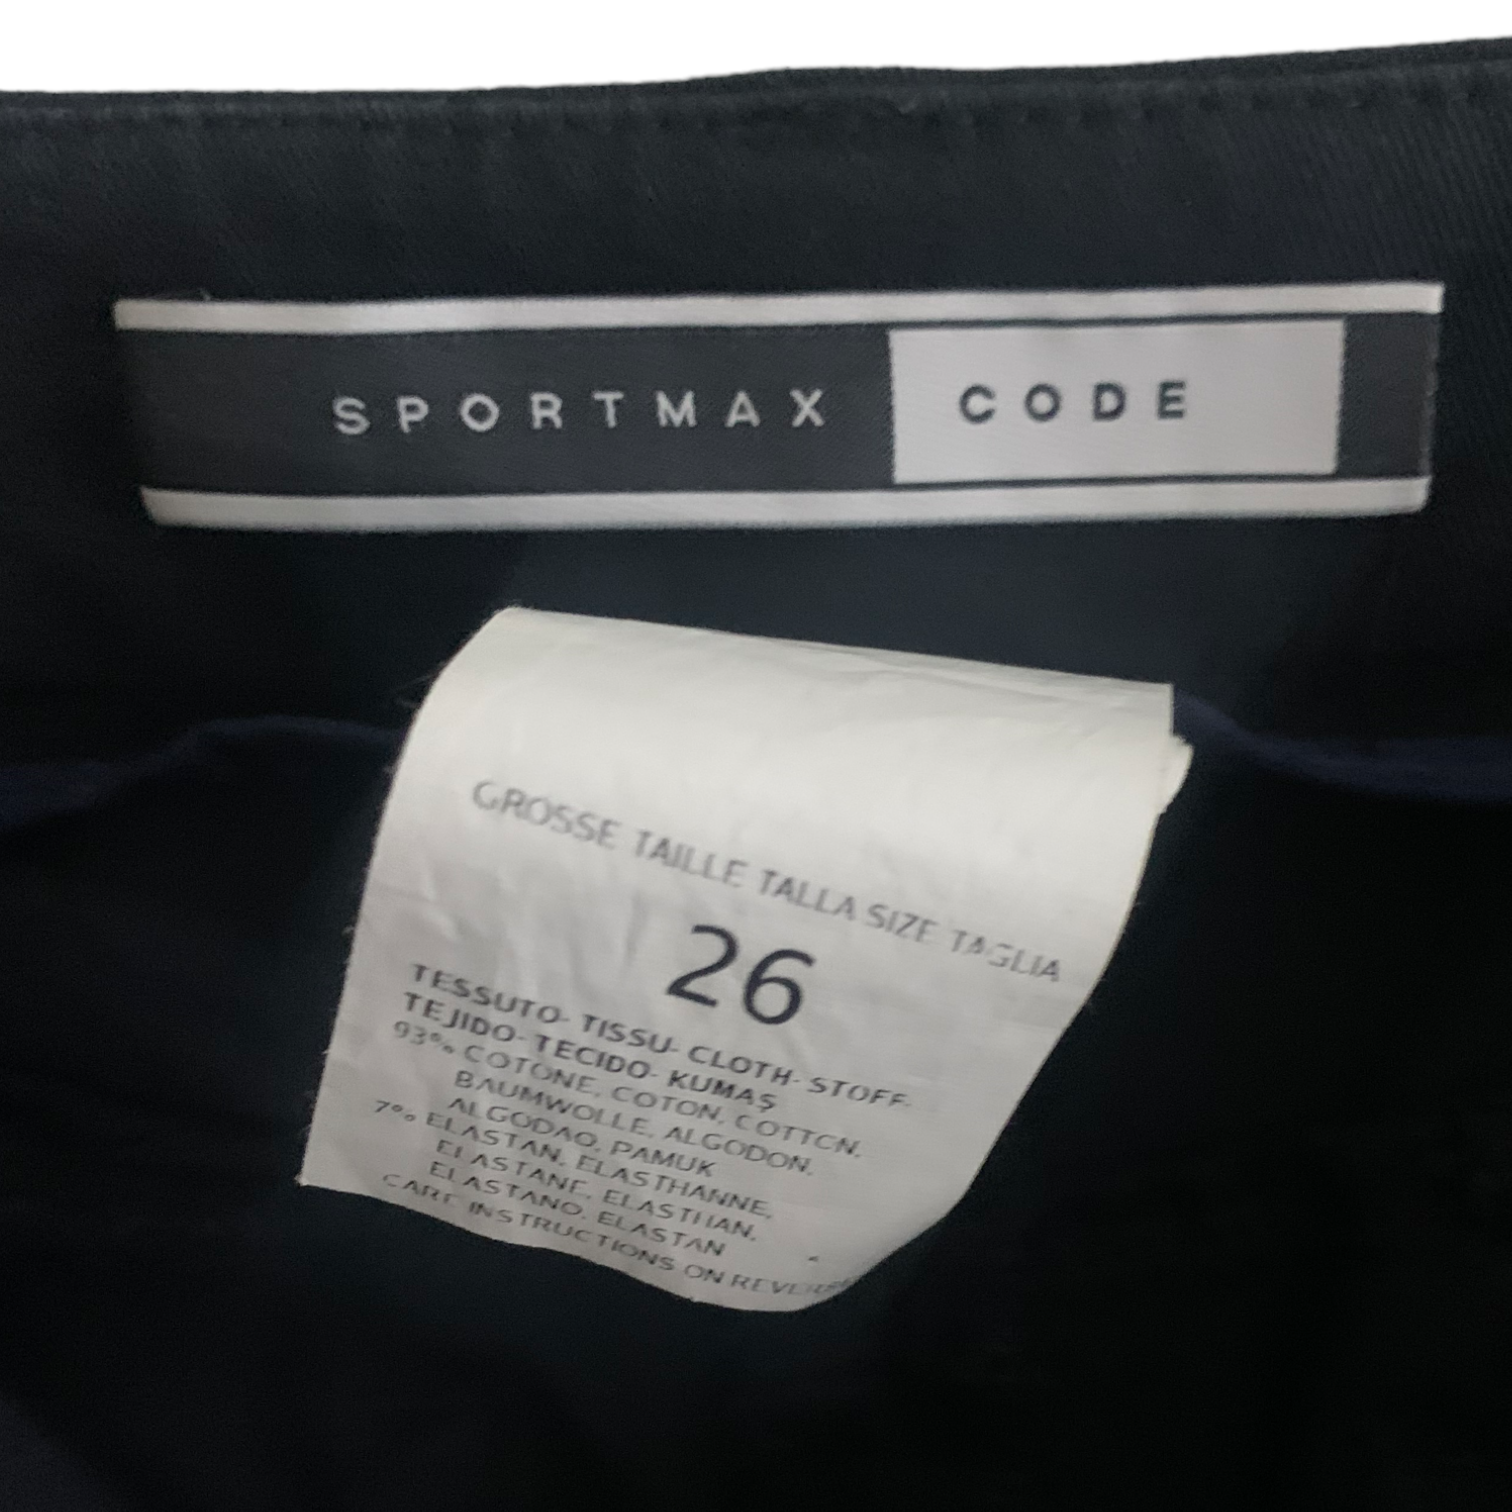 SPORTMAX CODE
GROSSE TAILLE TALLA SIZE TAGLIA
26
TESSUTO- TISSU- CLOTH- STOFF-
TEJIDO- TECIDO- KUMAŞ
93% COTONE, COTON, COTTON,
BAUMWOLLE, ALGODON,
ALGODAO, PAMUK
7% ELASTAN, ELASTHANNE,
ELASTANE, ELASTHAN,
ELASTANO, ELASTAN
CARE INSTRUCTIONS ON REVERSE